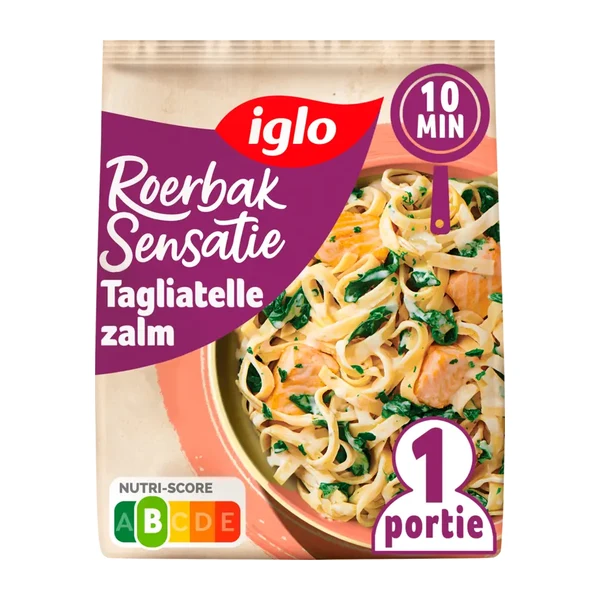 iglo
10
MIN
Roerbak
Sensatie
Tagliatelle
zalm
NUTRI-SCORE
A B C D E
1
portie